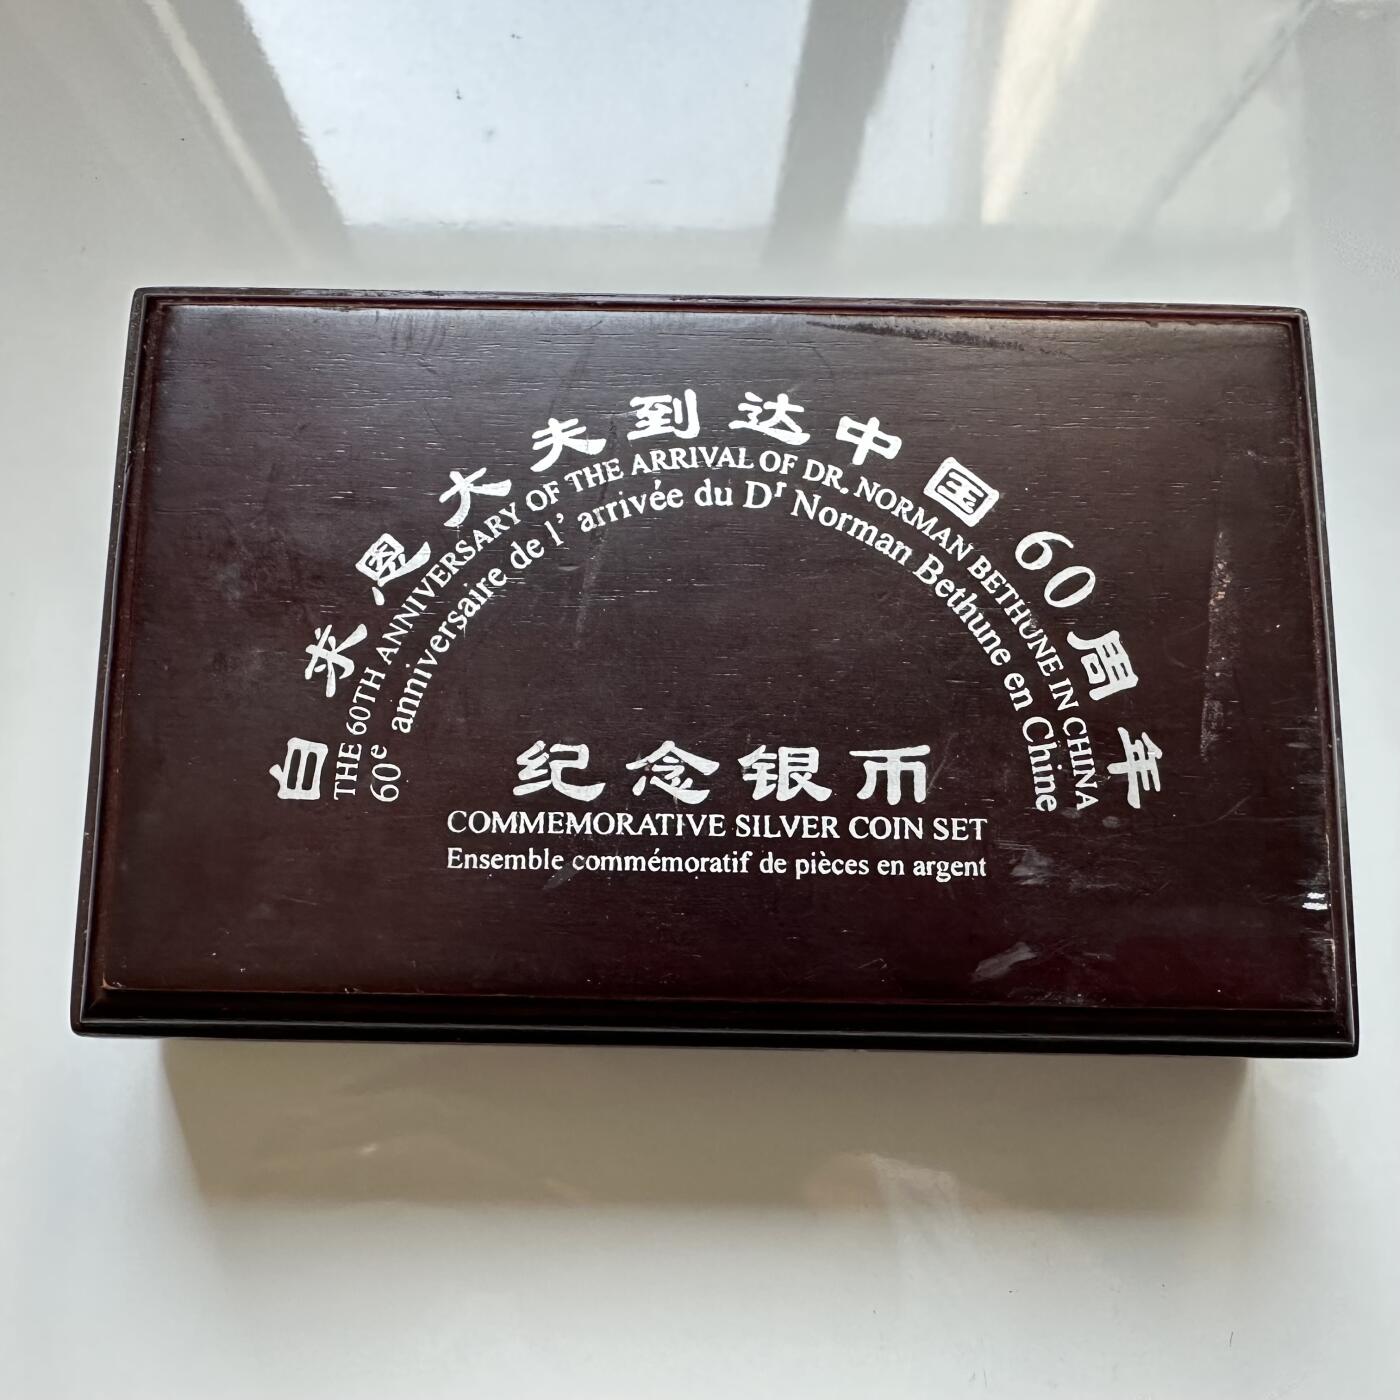 白求恩大夫到达中国60周年
THE 60TH ANNIVERSARY OF THE ARRIVAL OF DR. NORMAN BETHUNE IN CHINA
60e anniversaire de l' arrivée du Dr Norman Bethune en Chine
纪念银币
COMMEMORATIVE SILVER COIN SET
Ensemble commémoratif de pièces en argent